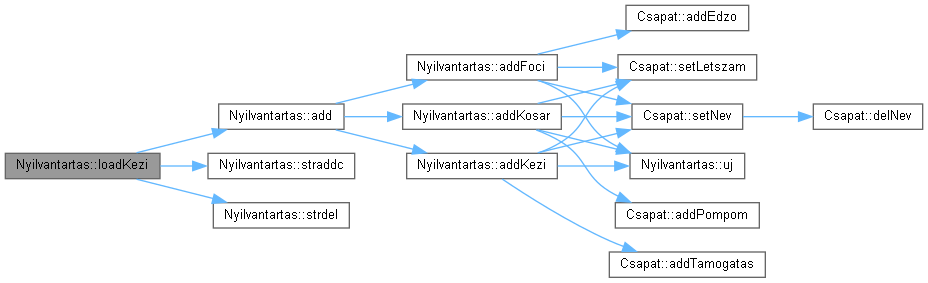 Nyilvantartas::loadKezi
Nyilvantartas::add
Nyilvantartas::straddc
Nyilvantartas::strdel
Nyilvantartas::addFoci
Nyilvantartas::addKosar
Nyilvantartas::addKezi
Csapat::addEdzo
Csapat::setLetszam
Csapat::setNev
Nyilvantartas::uj
Csapat::addPompom
Csapat::addTamogatas
Csapat::delNev